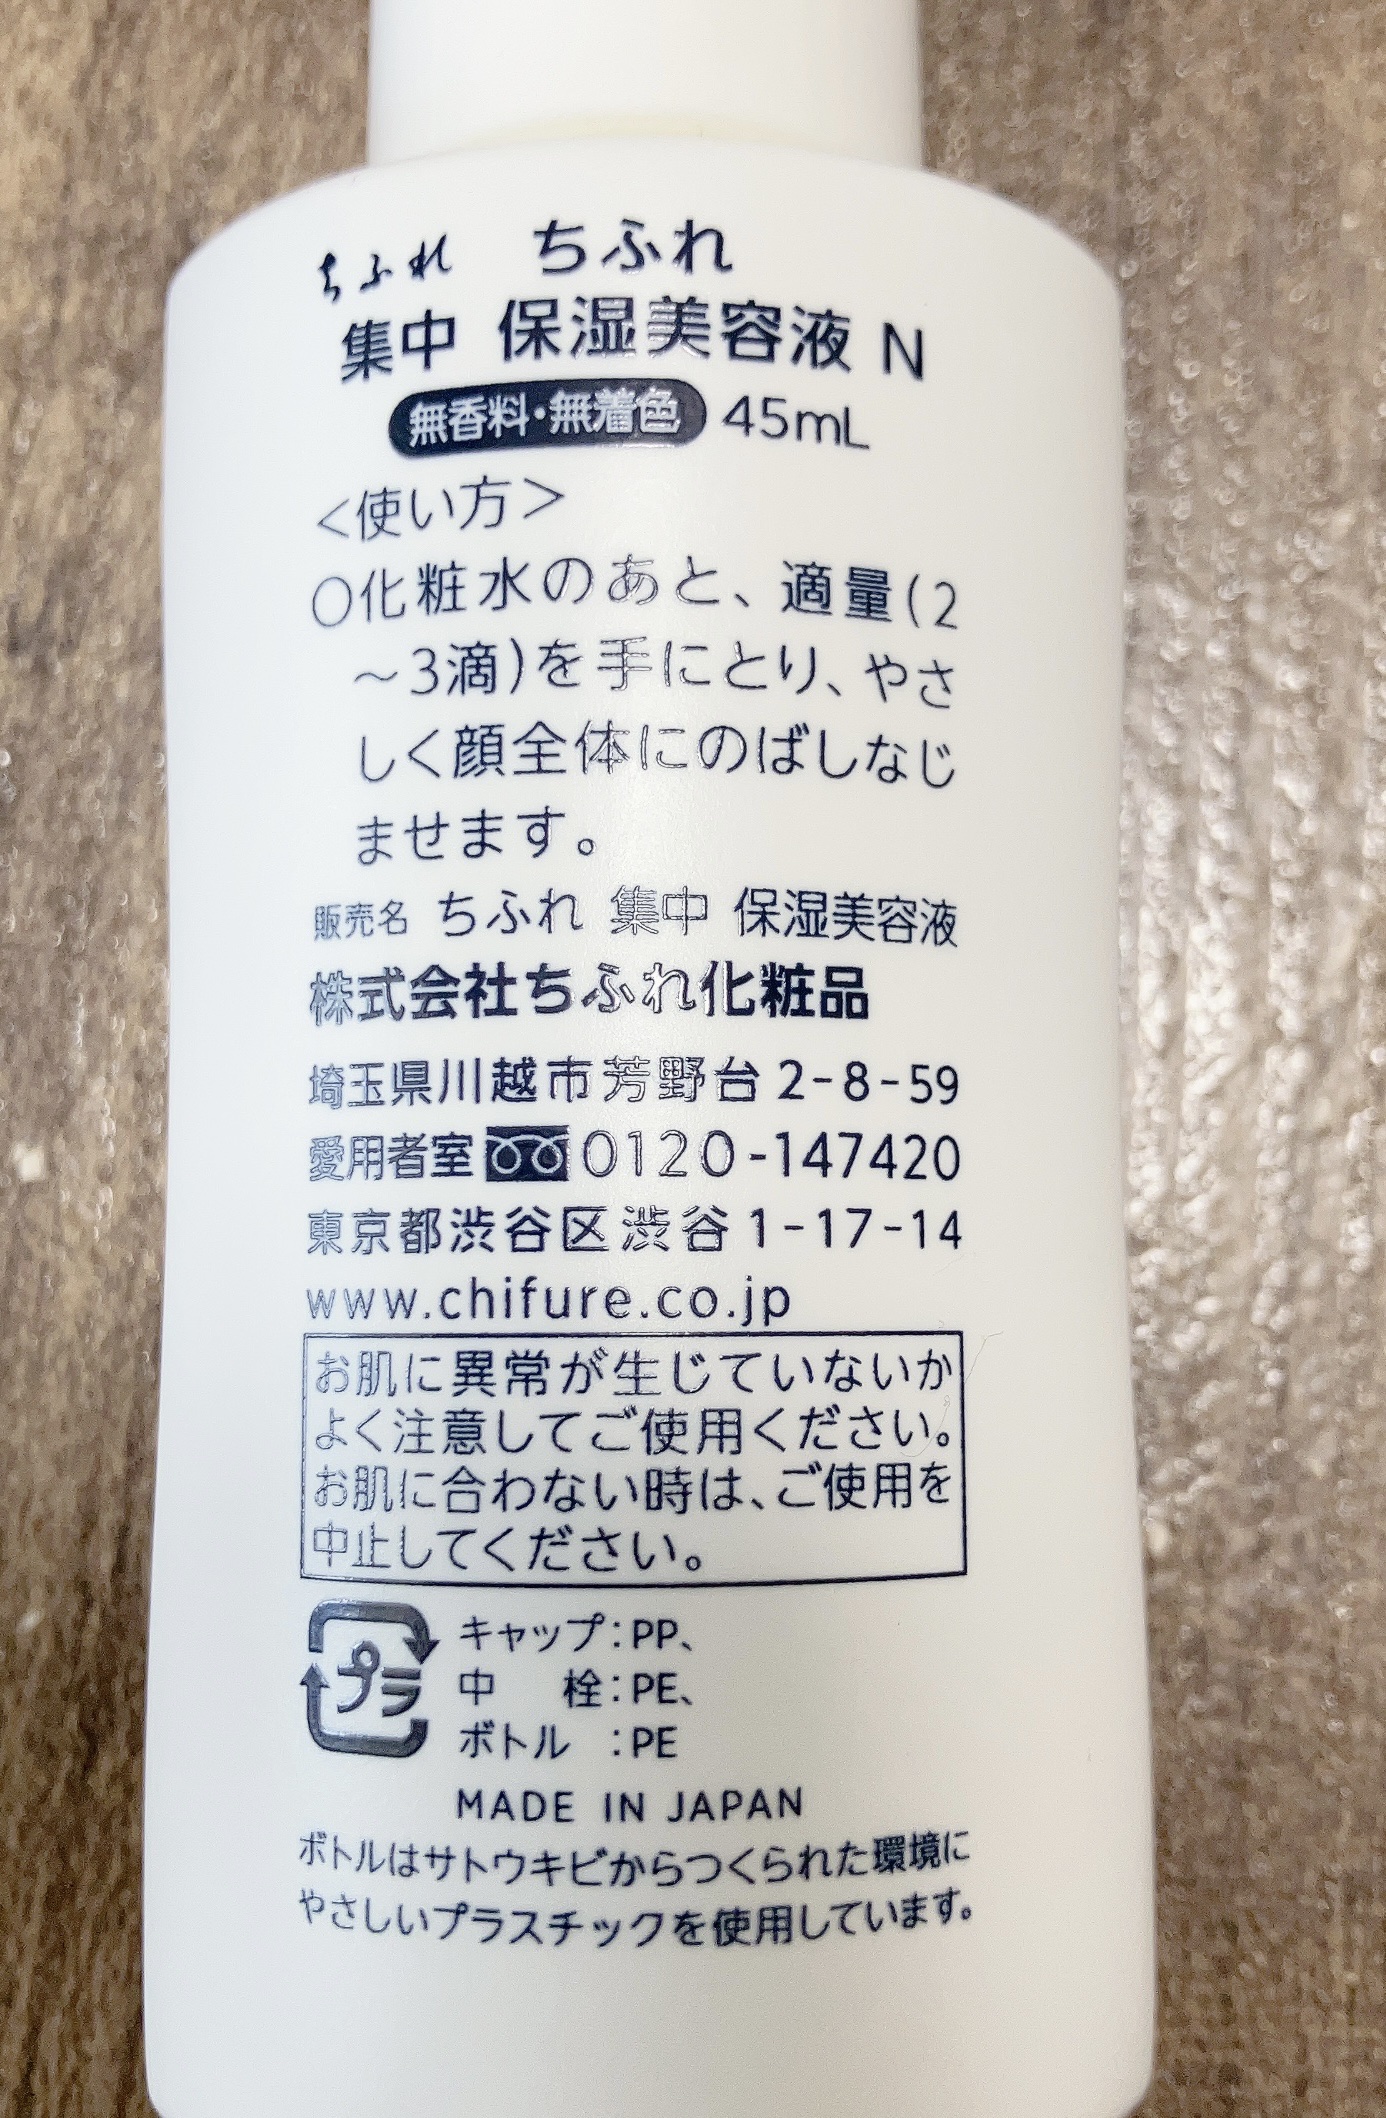 ちふれ ちふれ
集中 保湿美容液 N
無香料・無着色 45mL
＜使い方＞
○化粧水のあと、適量(2
～3滴)を手にとり、やさ
しく顔全体にのばしなじ
ませます。
販売名 ちふれ 集中 保湿美容液
株式会社ちふれ化粧品
埼玉県川越市芳野台2-8-59
愛用者室 0120-147420
東京都渋谷区渋谷1-17-14
www.chifure.co.jp
お肌に異常が生じていないか
よく注意してご使用ください。
お肌に合わない時は、ご使用を
中止してください。
プラ
キャップ：PP、
中　栓：PE、
ボトル　：PE
MADE IN JAPAN
ボトルはサトウキビからつくられた環境に
やさしいプラスチックを使用しています。